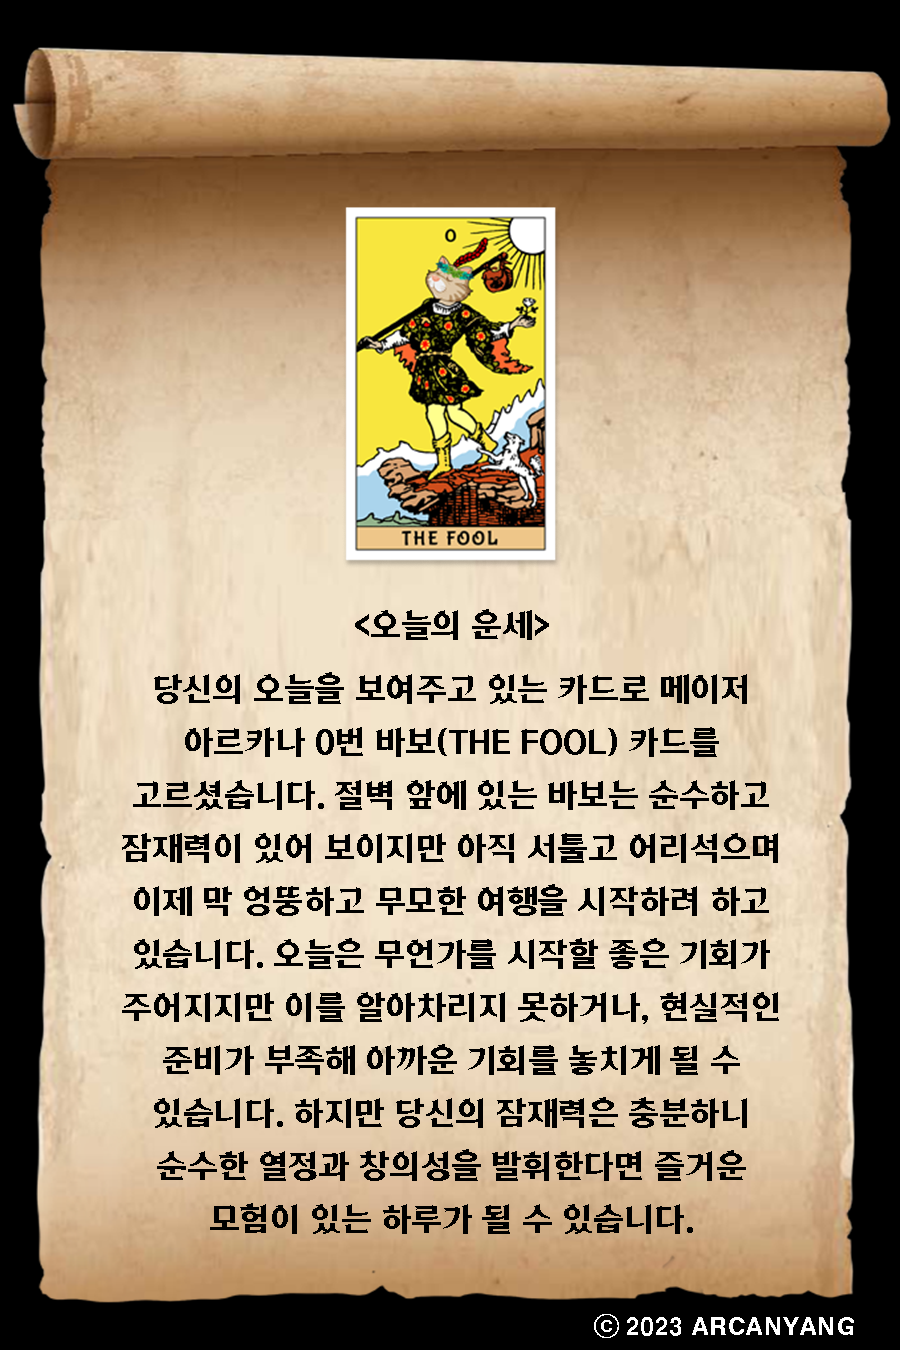 0
THE FOOL
<오늘의 운세>
당신의 오늘을 보여주고 있는 카드로 메이저
아르카나 0번 바보(THE FOOL) 카드를
고르셨습니다. 절벽 앞에 있는 바보는 순수하고
잠재력이 있어 보이지만 아직 서툴고 어리석으며
이제 막 엉뚱하고 무모한 여행을 시작하려 하고
있습니다. 오늘은 무언가를 시작할 좋은 기회가
주어지지만 이를 알아차리지 못하거나, 현실적인
준비가 부족해 아까운 기회를 놓치게 될 수
있습니다. 하지만 당신의 잠재력은 충분하니
순수한 열정과 창의성을 발휘한다면 즐거운
모험이 있는 하루가 될 수 있습니다.
ⓒ 2023 ARCANYANG